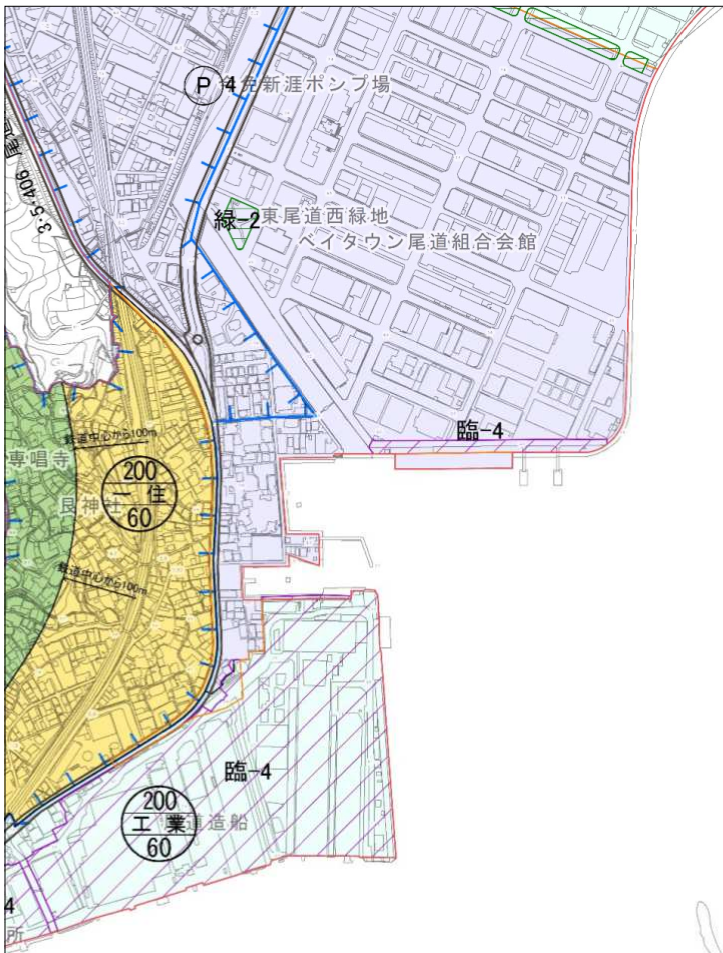 P 4
免新涯ポンプ場
3・5・406
緑-2
東尾道西緑地
ベイタウン尾道組合会館
臨-4
鉄道中心から100m
専唱寺
200
一住
60
艮神社
鉄道中心から100m
臨-4
200
工業
60
道造船
4
所